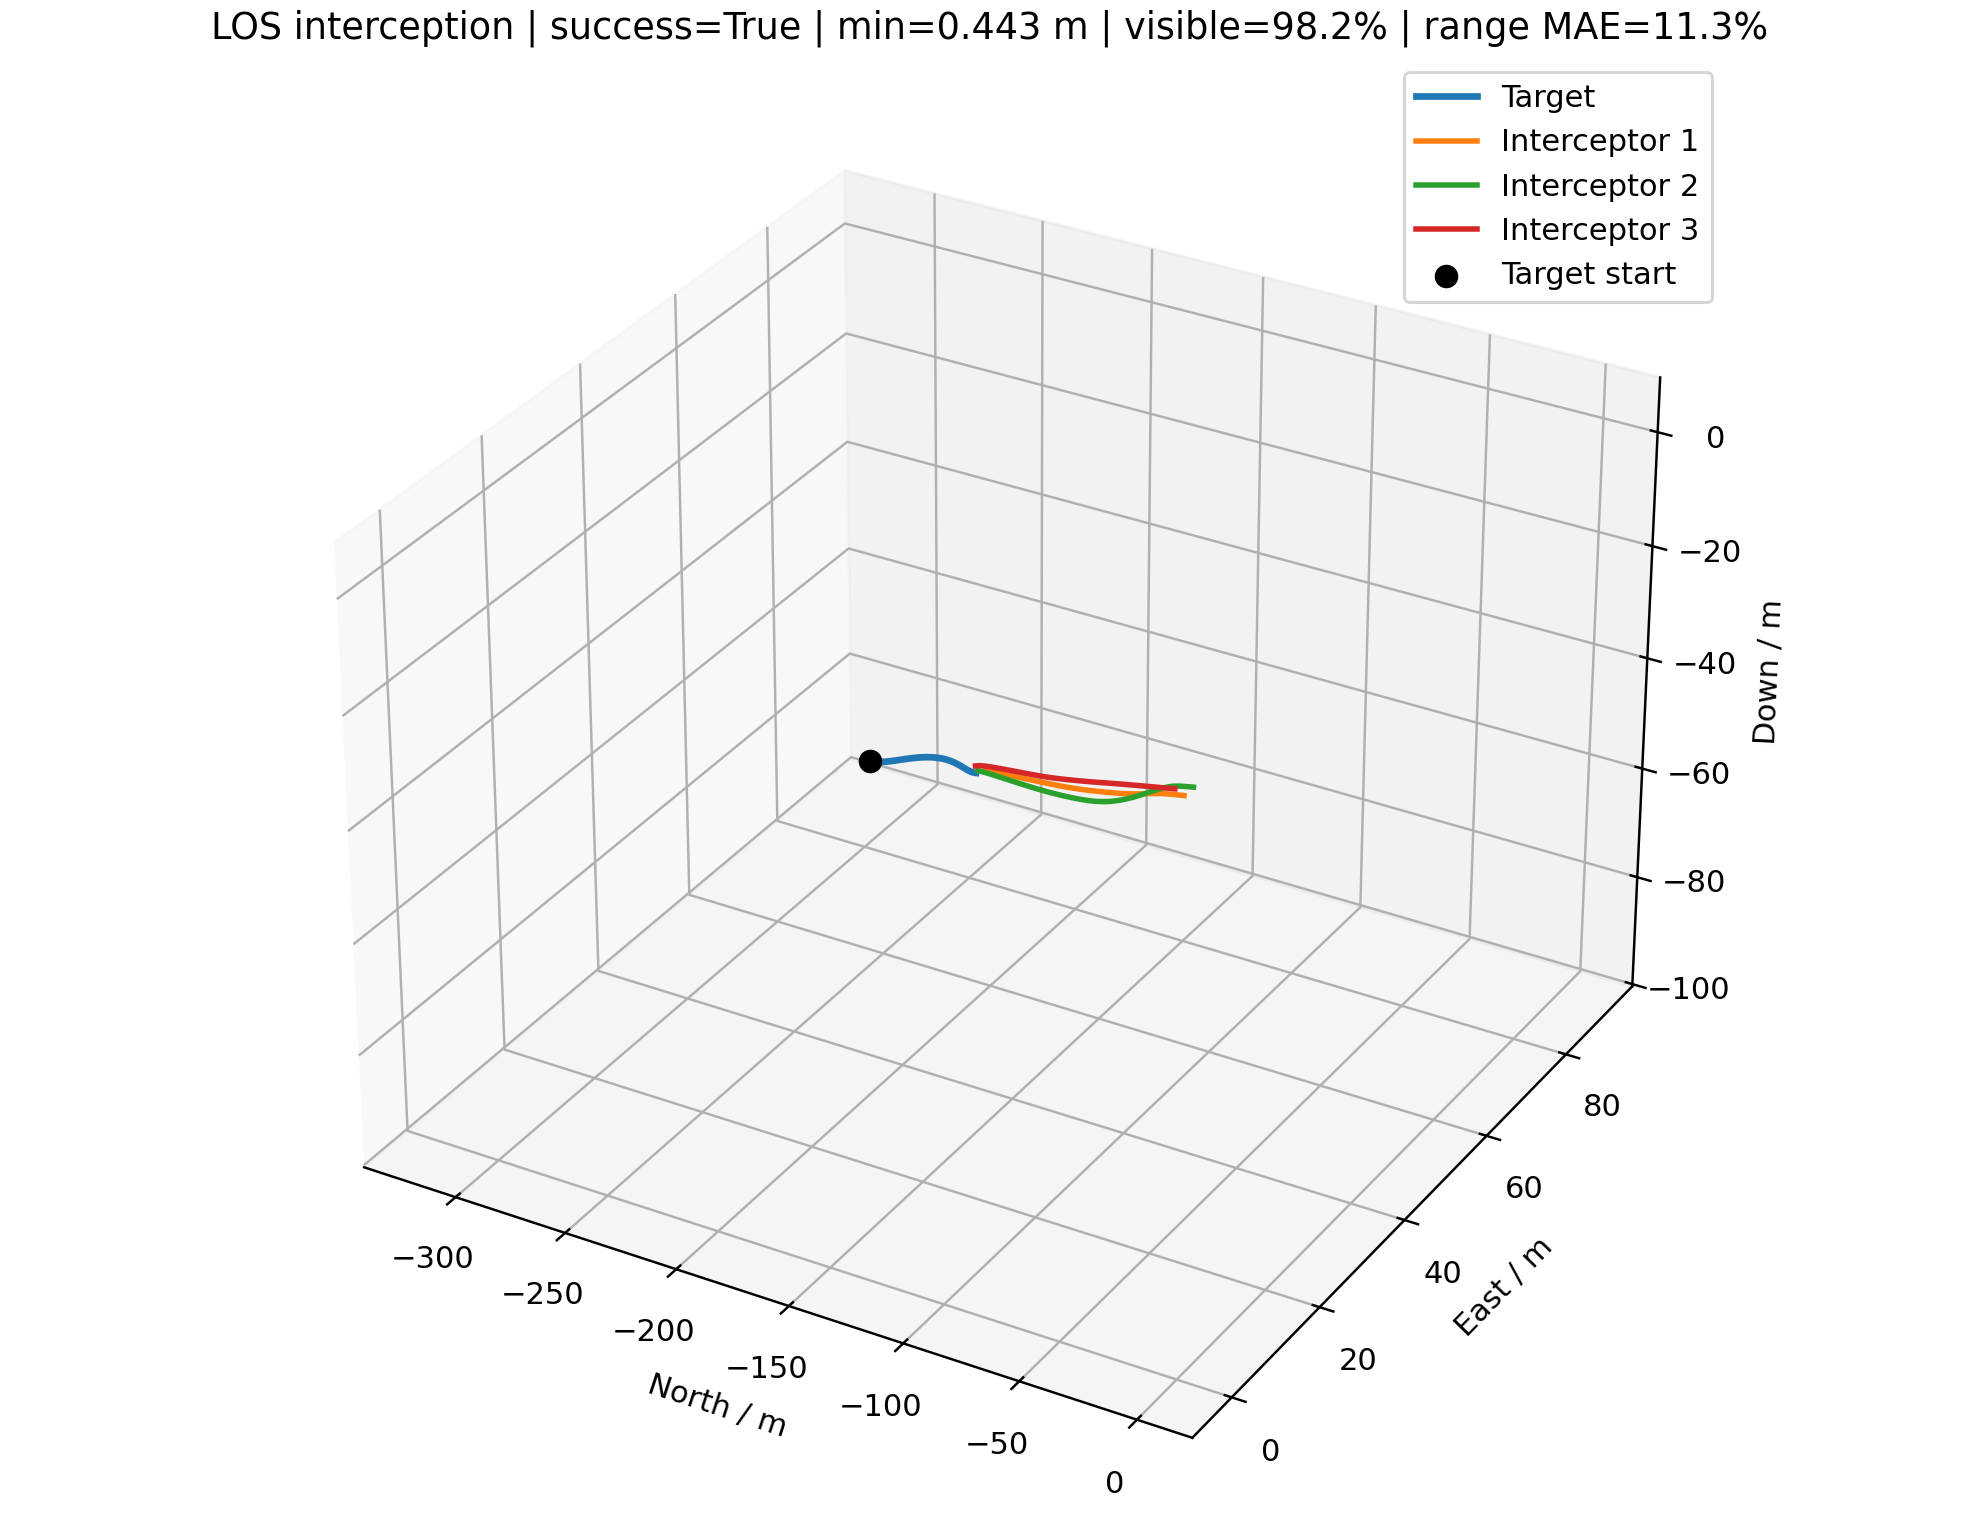 LOS interception | success=True | min=0.443 m | visible=98.2% | range MAE=11.3%
Target
Interceptor 1
Interceptor 2
Interceptor 3
Target start
0
−20
−40
−60
−80
−100
Down / m
80
60
40
20
0
East / m
−300
−250
−200
−150
−100
−50
0
North / m